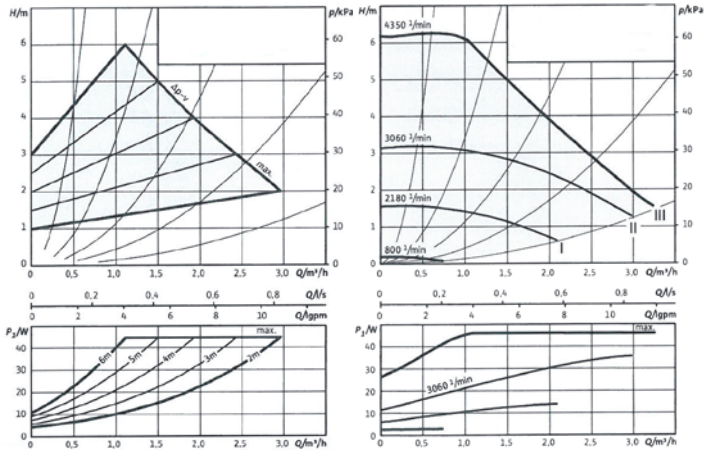 H/m
p/kPa
6
5
4
3
2
1
0
60
50
40
30
20
10
0
Δp-v
max.
0
0,5
1,0
1,5
2,0
2,5
3,0
Q/m³/h
0
0,2
0,4
0,6
0,8
Q/l/s
0
2
4
6
8
10
Q/lgpm
P₁/W
max.
40
30
20
10
0
6m
5m
4m
3m
2m
0
0,5
1,0
1,5
2,0
2,5
3,0
Q/m³/h
H/m
p/kPa
4350 ¹/min
6
5
4
3
2
1
0
60
50
40
30
20
10
0
3060 ¹/min
2180 ¹/min
800 ¹/min
I
II
III
0
0,5
1,0
1,5
2,0
2,5
3,0
Q/m³/h
0
0,2
0,4
0,6
0,8
Q/l/s
0
2
4
6
8
10
Q/lgpm
P₁/W
max.
40
30
20
10
0
3060 ¹/min
0,5
1,0
1,5
2,0
2,5
3,0
Q/m³/h